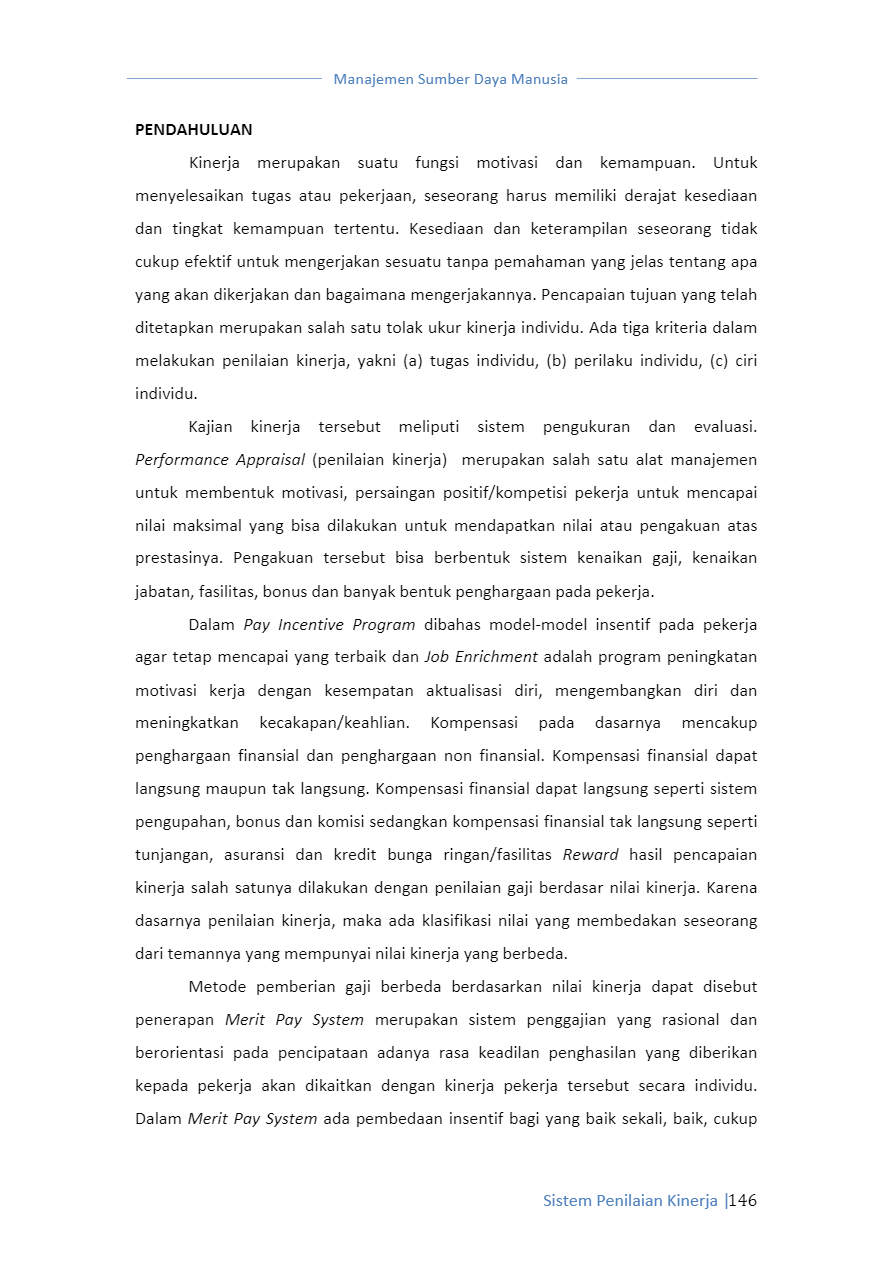 Manajemen Sumber Daya Manusia
PENDAHULUAN
Kinerja merupakan suatu fungsi motivasi dan kemampuan. Untuk
menyelesaikan tugas atau pekerjaan, seseorang harus memiliki derajat kesediaan
dan tingkat kemampuan tertentu. Kesediaan dan keterampilan seseorang tidak
cukup efektif untuk mengerjakan sesuatu tanpa pemahaman yang jelas tentang apa
yang akan dikerjakan dan bagaimana mengerjakannya. Pencapaian tujuan yang telah
ditetapkan merupakan salah satu tolak ukur kinerja individu. Ada tiga kriteria dalam
melakukan penilaian kinerja, yakni (a) tugas individu, (b) perilaku individu, (c) ciri
individu.
Kajian kinerja tersebut meliputi sistem pengukuran dan evaluasi.
Performance Appraisal (penilaian kinerja) merupakan salah satu alat manajemen
untuk membentuk motivasi, persaingan positif/kompetisi pekerja untuk mencapai
nilai maksimal yang bisa dilakukan untuk mendapatkan nilai atau pengakuan atas
prestasinya. Pengakuan tersebut bisa berbentuk sistem kenaikan gaji, kenaikan
jabatan, fasilitas, bonus dan banyak bentuk penghargaan pada pekerja.
Dalam Pay Incentive Program dibahas model-model insentif pada pekerja
agar tetap mencapai yang terbaik dan Job Enrichment adalah program peningkatan
motivasi kerja dengan kesempatan aktualisasi diri, mengembangkan diri dan
meningkatkan kecakapan/keahlian. Kompensasi pada dasarnya mencakup
penghargaan finansial dan penghargaan non finansial. Kompensasi finansial dapat
langsung maupun tak langsung. Kompensasi finansial dapat langsung seperti sistem
pengupahan, bonus dan komisi sedangkan kompensasi finansial tak langsung seperti
tunjangan, asuransi dan kredit bunga ringan/fasilitas Reward hasil pencapaian
kinerja salah satunya dilakukan dengan penilaian gaji berdasar nilai kinerja. Karena
dasarnya penilaian kinerja, maka ada klasifikasi nilai yang membedakan seseorang
dari temannya yang mempunyai nilai kinerja yang berbeda.
Metode pemberian gaji berbeda berdasarkan nilai kinerja dapat disebut
penerapan Merit Pay System merupakan sistem penggajian yang rasional dan
berorientasi pada pencipataan adanya rasa keadilan penghasilan yang diberikan
kepada pekerja akan dikaitkan dengan kinerja pekerja tersebut secara individu.
Dalam Merit Pay System ada pembedaan insentif bagi yang baik sekali, baik, cukup
Sistem Penilaian Kinerja |146